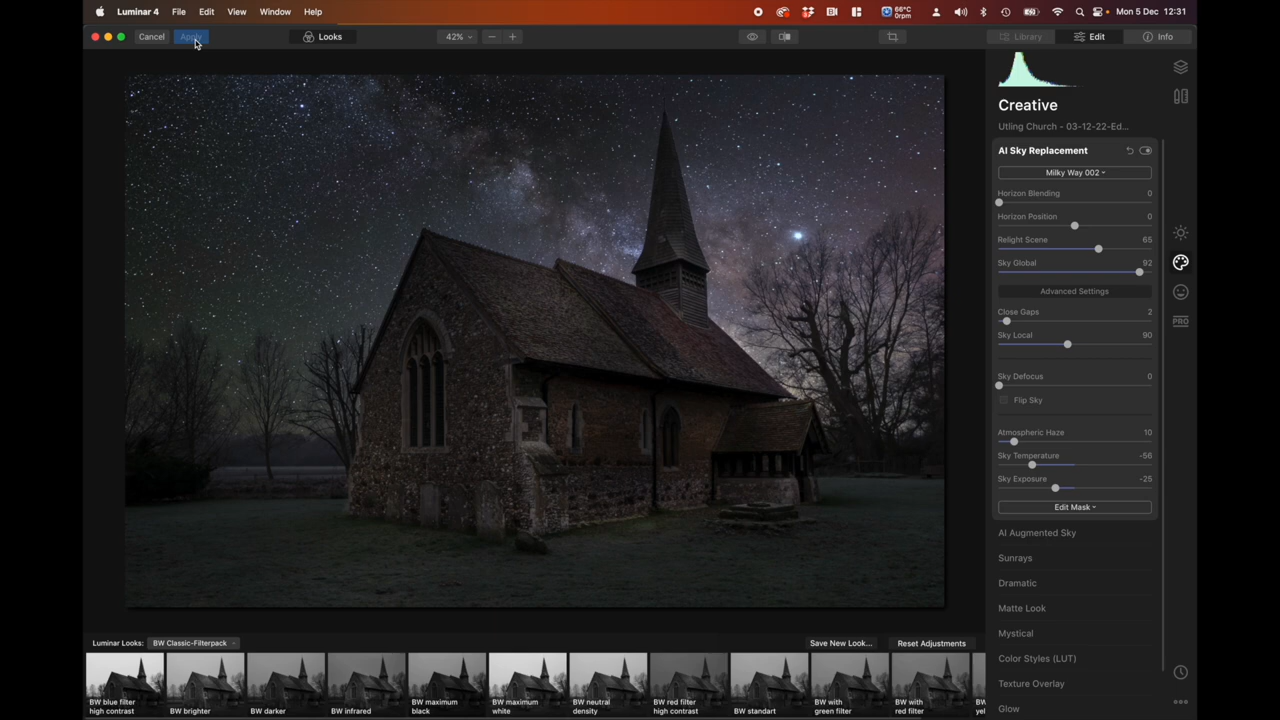 Luminar 4 File Edit View Window Help 66°C 0rpm Mon 5 Dec 12:31
Cancel Apply Looks 42% Library Edit Info
Creative
Utling Church - 03-12-22-Ed...
AI Sky Replacement
Milky Way 002
Horizon Blending 0
Horizon Position 0
Relight Scene 65
Sky Global 92
Advanced Settings
Close Gaps 2
Sky Local 90
Sky Defocus 0
Flip Sky
Atmospheric Haze 10
Sky Temperature -56
Sky Exposure -25
Edit Mask
AI Augmented Sky
Sunrays
Dramatic
Matte Look
Mystical
Color Styles (LUT)
Texture Overlay
Glow
PRO
Luminar Looks: BW Classic-Filterpack Save New Look... Reset Adjustments
BW blue filter high contrast
BW brighter
BW darker
BW infrared
BW maximum black
BW maximum white
BW neutral density
BW red filter high contrast
BW standart
BW with green filter
BW with red filter